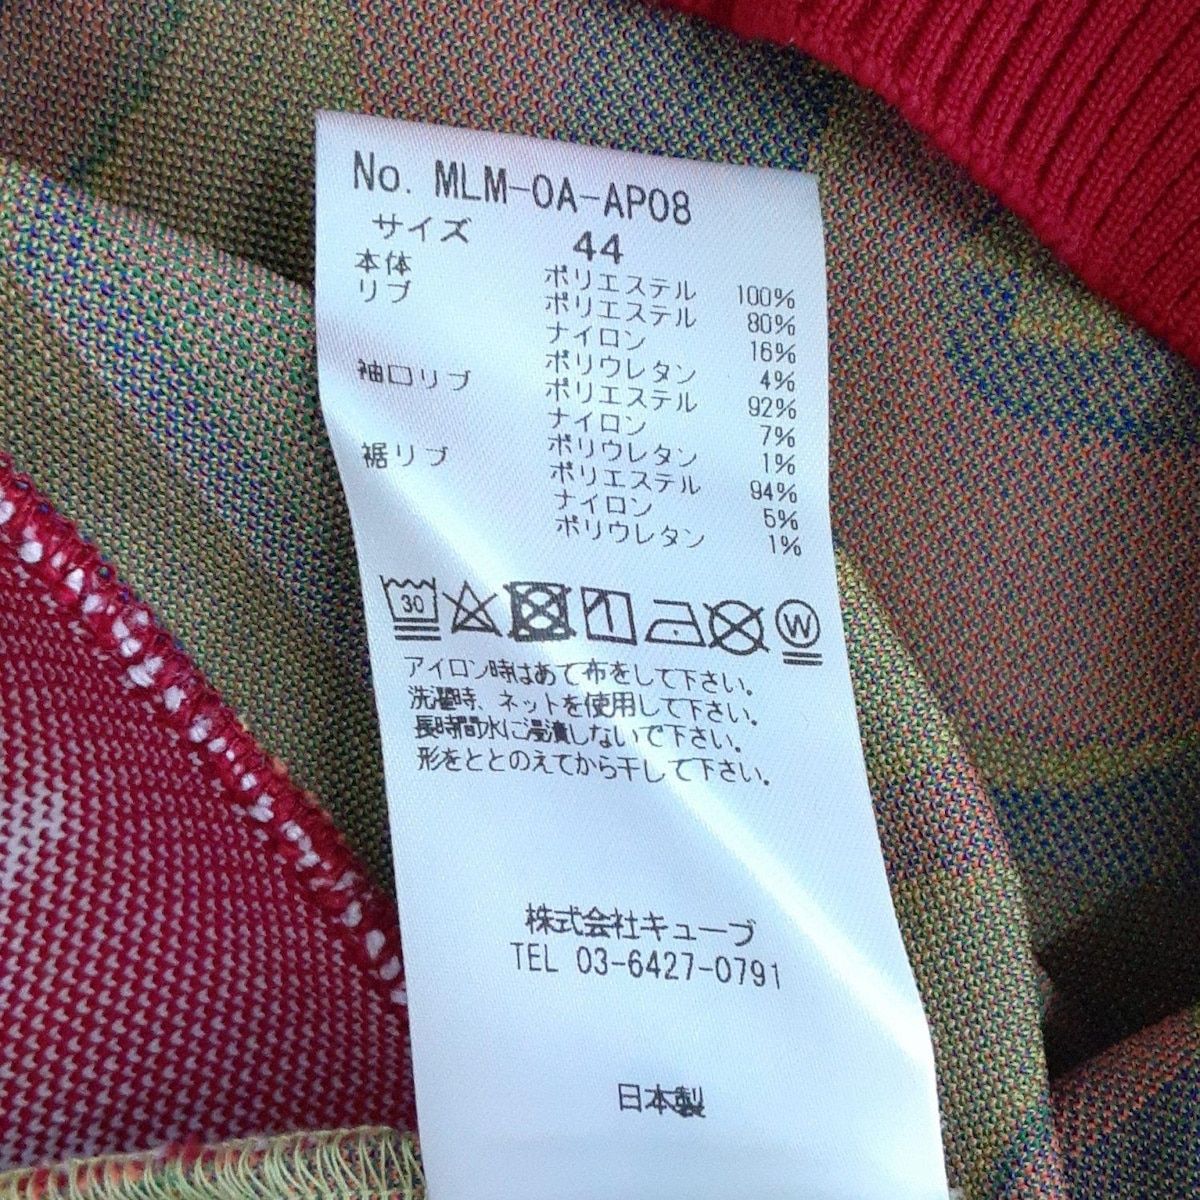 No. MLM-OA-AP08
サイズ 44
本体 ポリエステル 100%
リブ ポリエステル 80%
ナイロン 16%
ポリウレタン 4%
袖口リブ ポリエステル 92%
ナイロン 7%
ポリウレタン 1%
裾リブ ポリエステル 94%
ナイロン 5%
ポリウレタン 1%
30 W
アイロン時はあて布をして下さい。
洗濯時、ネットを使用して下さい。
長時間水に浸漬しないで下さい。
形をととのえてから干して下さい。
株式会社キューブ
TEL 03-6427-0791
日本製